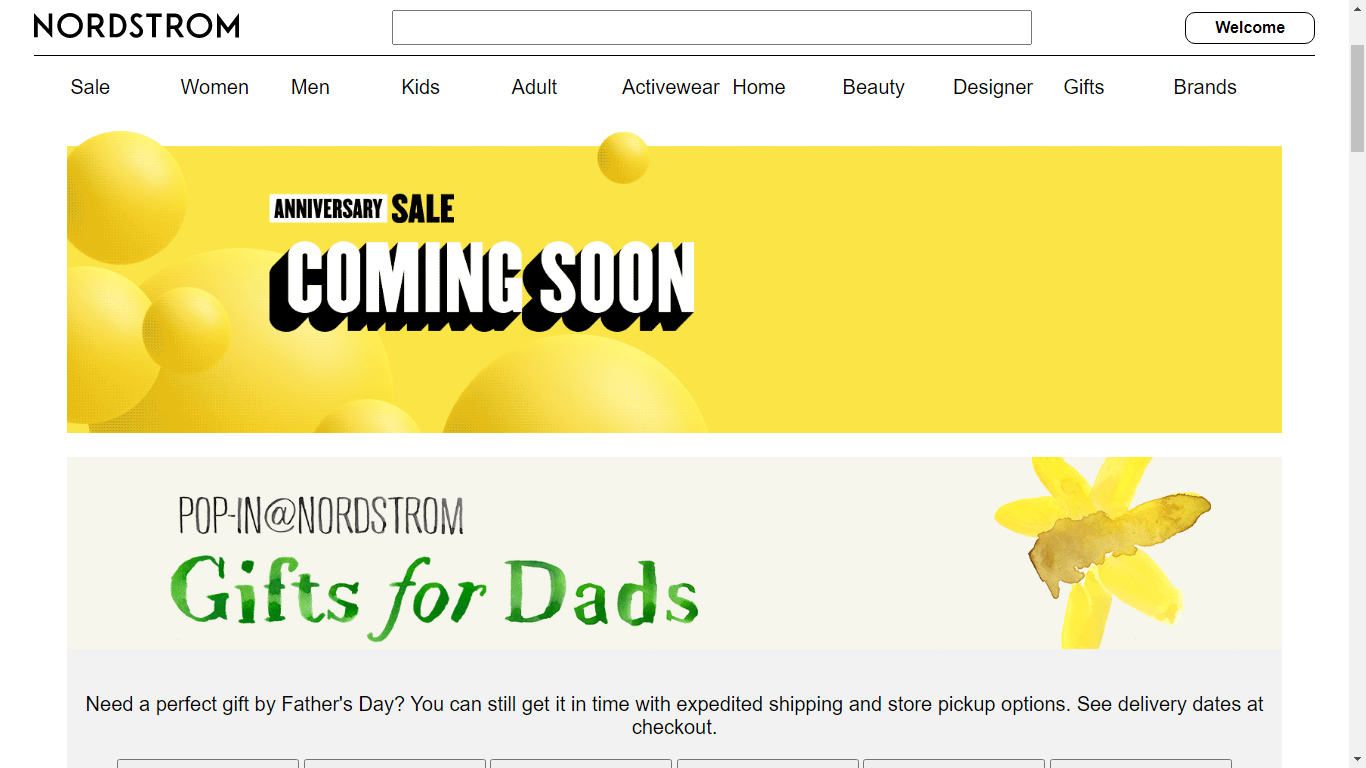 NORDSTROM
Welcome
Sale Women Men Kids Adult Activewear Home Beauty Designer Gifts Brands
ANNIVERSARY SALE
COMING SOON
POP-IN@NORDSTROM
Gifts for Dads
Need a perfect gift by Father's Day? You can still get it in time with expedited shipping and store pickup options. See delivery dates at
checkout.